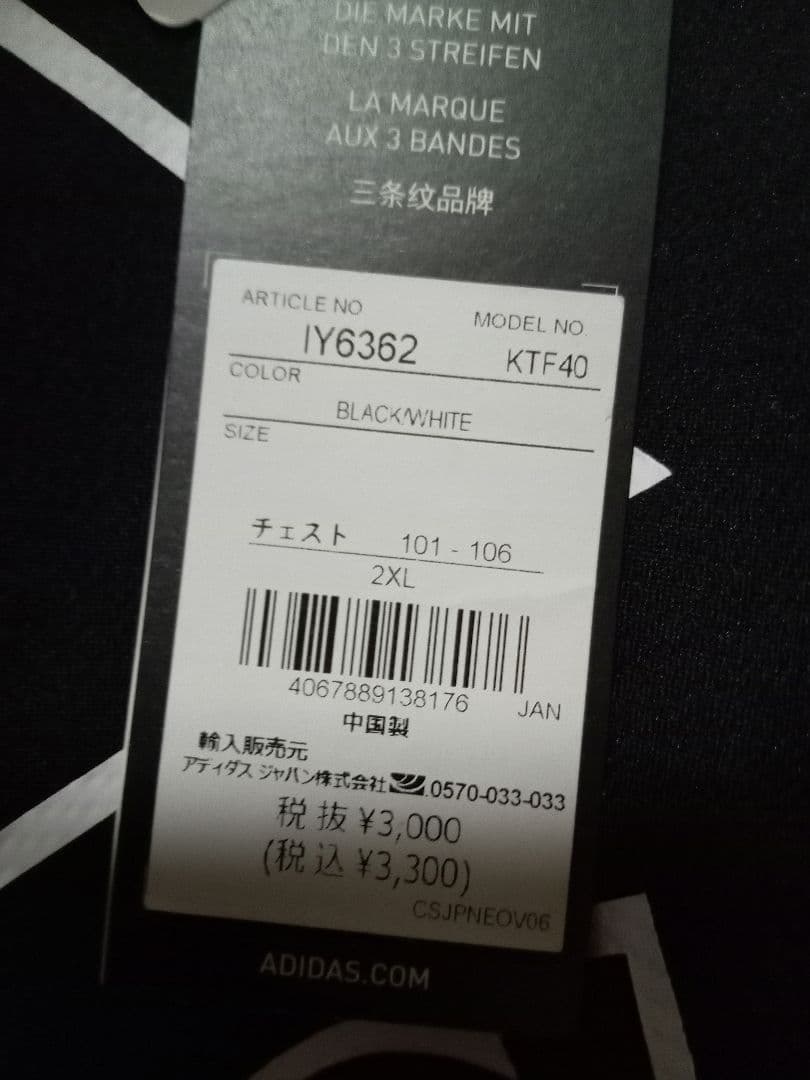 DIE MARKE MIT
DEN 3 STREIFEN
LA MARQUE
AUX 3 BANDES
三条纹品牌
ARTICLE NO
MODEL NO.
IY6362
KTF40
COLOR
BLACK/WHITE
SIZE
チェスト 101 - 106
2XL
4067889138176 JAN
中国製
輸入販売元
アディダス ジャパン株式会社 0570-033-033
税抜 ¥3,000
(税込 ¥3,300)
CSJPNEOV06
ADIDAS.COM